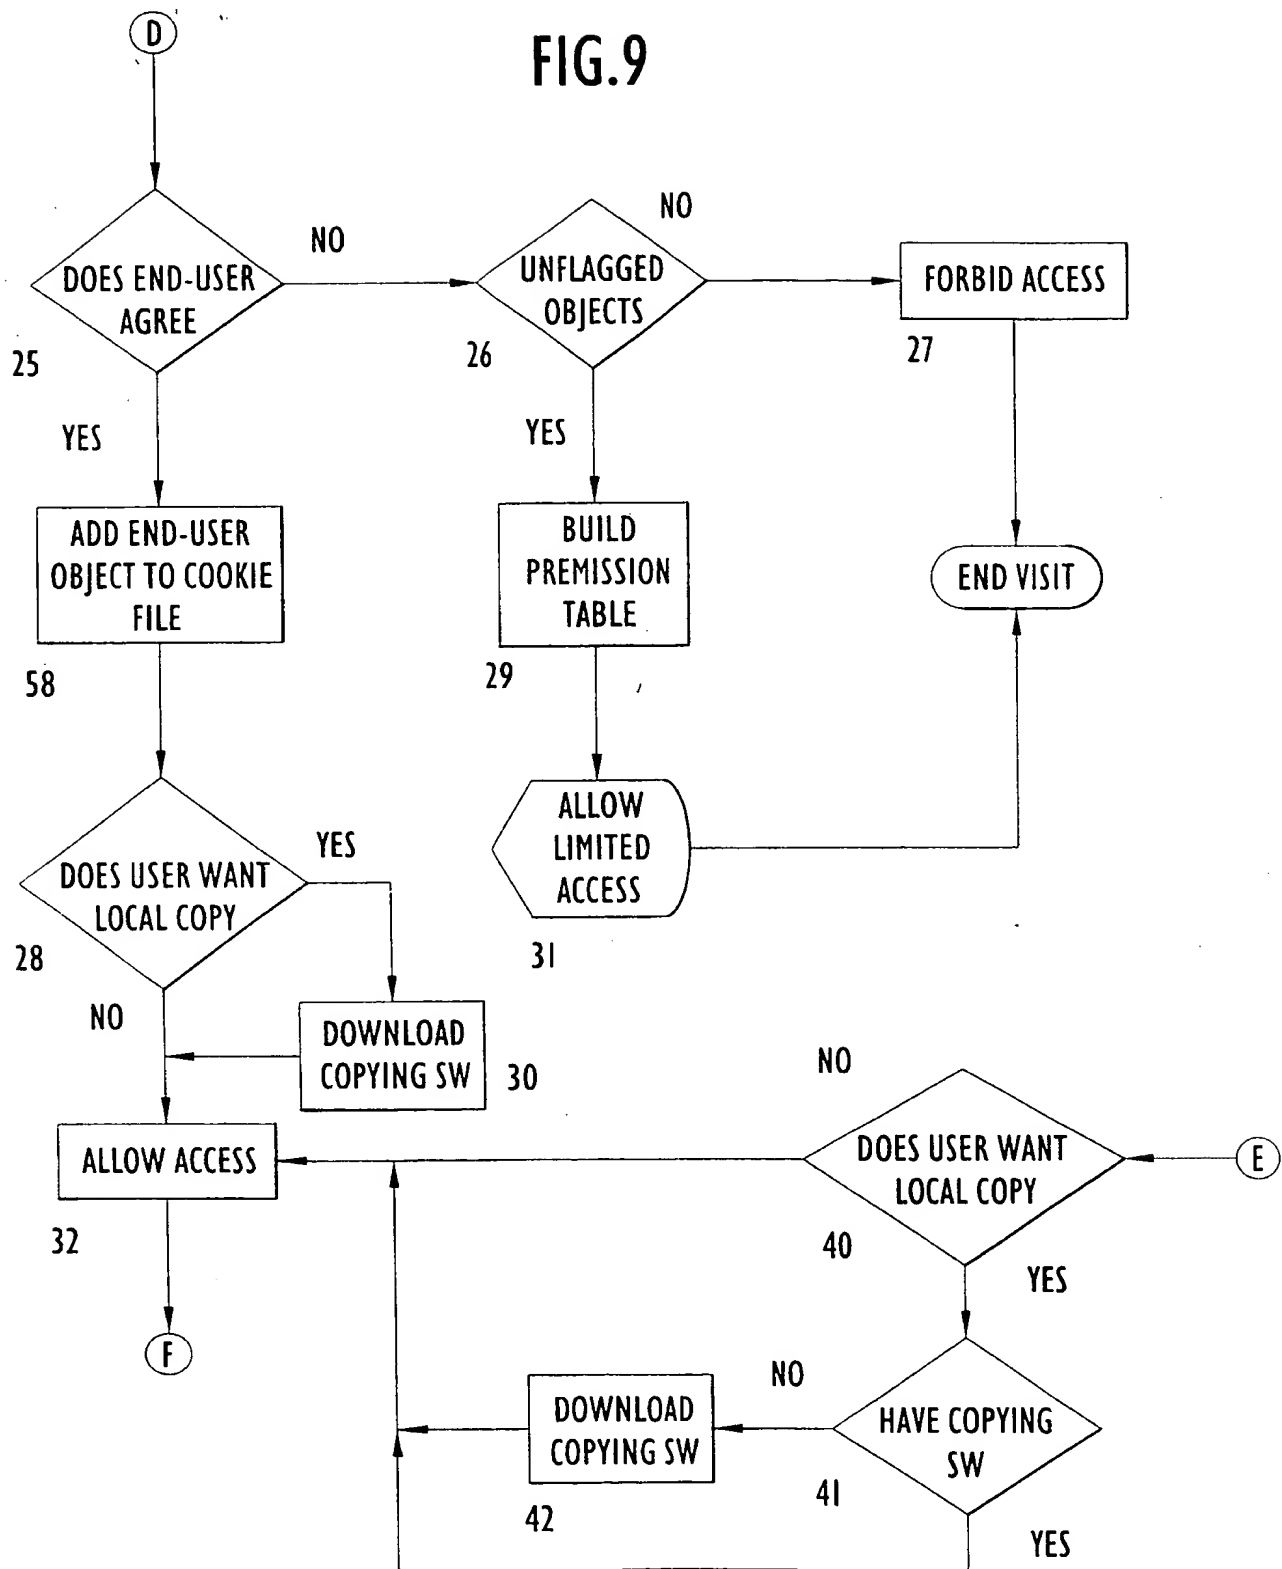 D
FIG.9
DOES END-USER
AGREE
25
NO
YES
UNFLAGGED
OBJECTS
26
NO
YES
FORBID ACCESS
27
END VISIT
ADD END-USER
OBJECT TO COOKIE
FILE
58
BUILD
PREMISSION
TABLE
29
ALLOW
LIMITED
ACCESS
31
DOES USER WANT
LOCAL COPY
28
YES
NO
DOWNLOAD
COPYING SW
30
ALLOW ACCESS
32
F
E
DOES USER WANT
LOCAL COPY
40
NO
YES
HAVE COPYING
SW
41
NO
YES
DOWNLOAD
COPYING SW
42